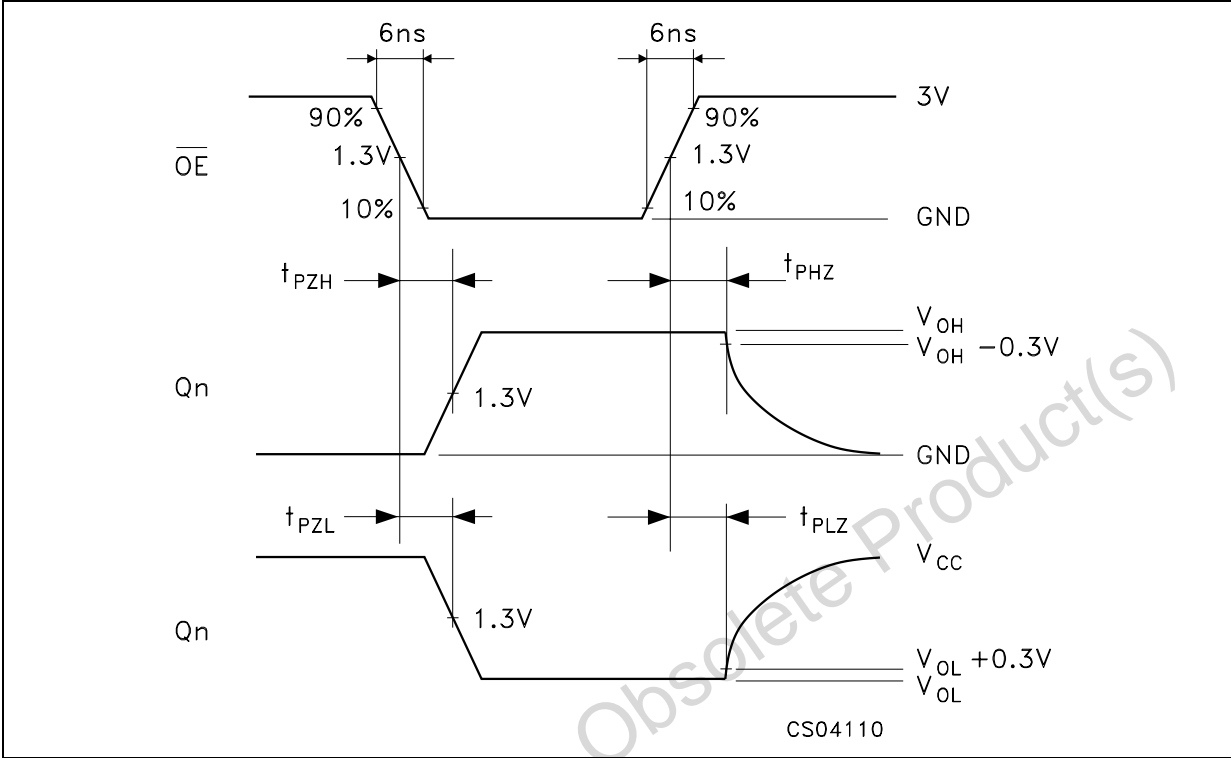 6ns 6ns
3V
90% 90%
O̅E̅ 1.3V 1.3V
10% 10%
GND
tPZH tPHZ
VOH
VOH -0.3V
Qn 1.3V
GND
tPZL tPLZ
VCC
Qn 1.3V
VOL +0.3V
VOL
CS04110
Obsolete Product(s)